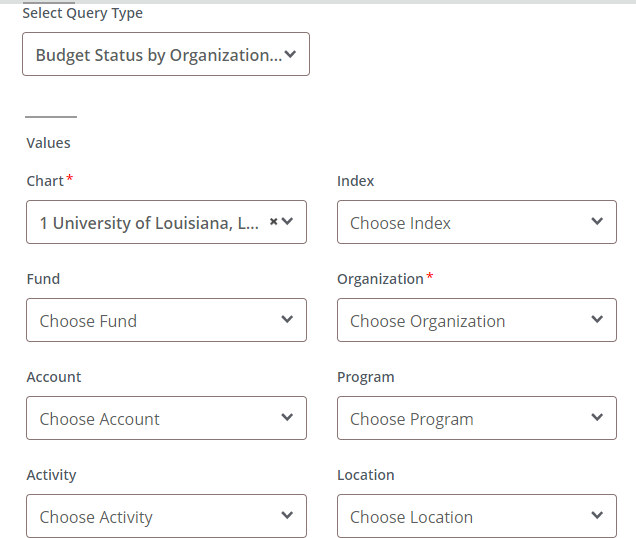 Select Query Type
Budget Status by Organization...
Values
Chart*
Index
1 University of Louisiana, L... ×
Choose Index
Fund
Organization*
Choose Fund
Choose Organization
Account
Program
Choose Account
Choose Program
Activity
Location
Choose Activity
Choose Location